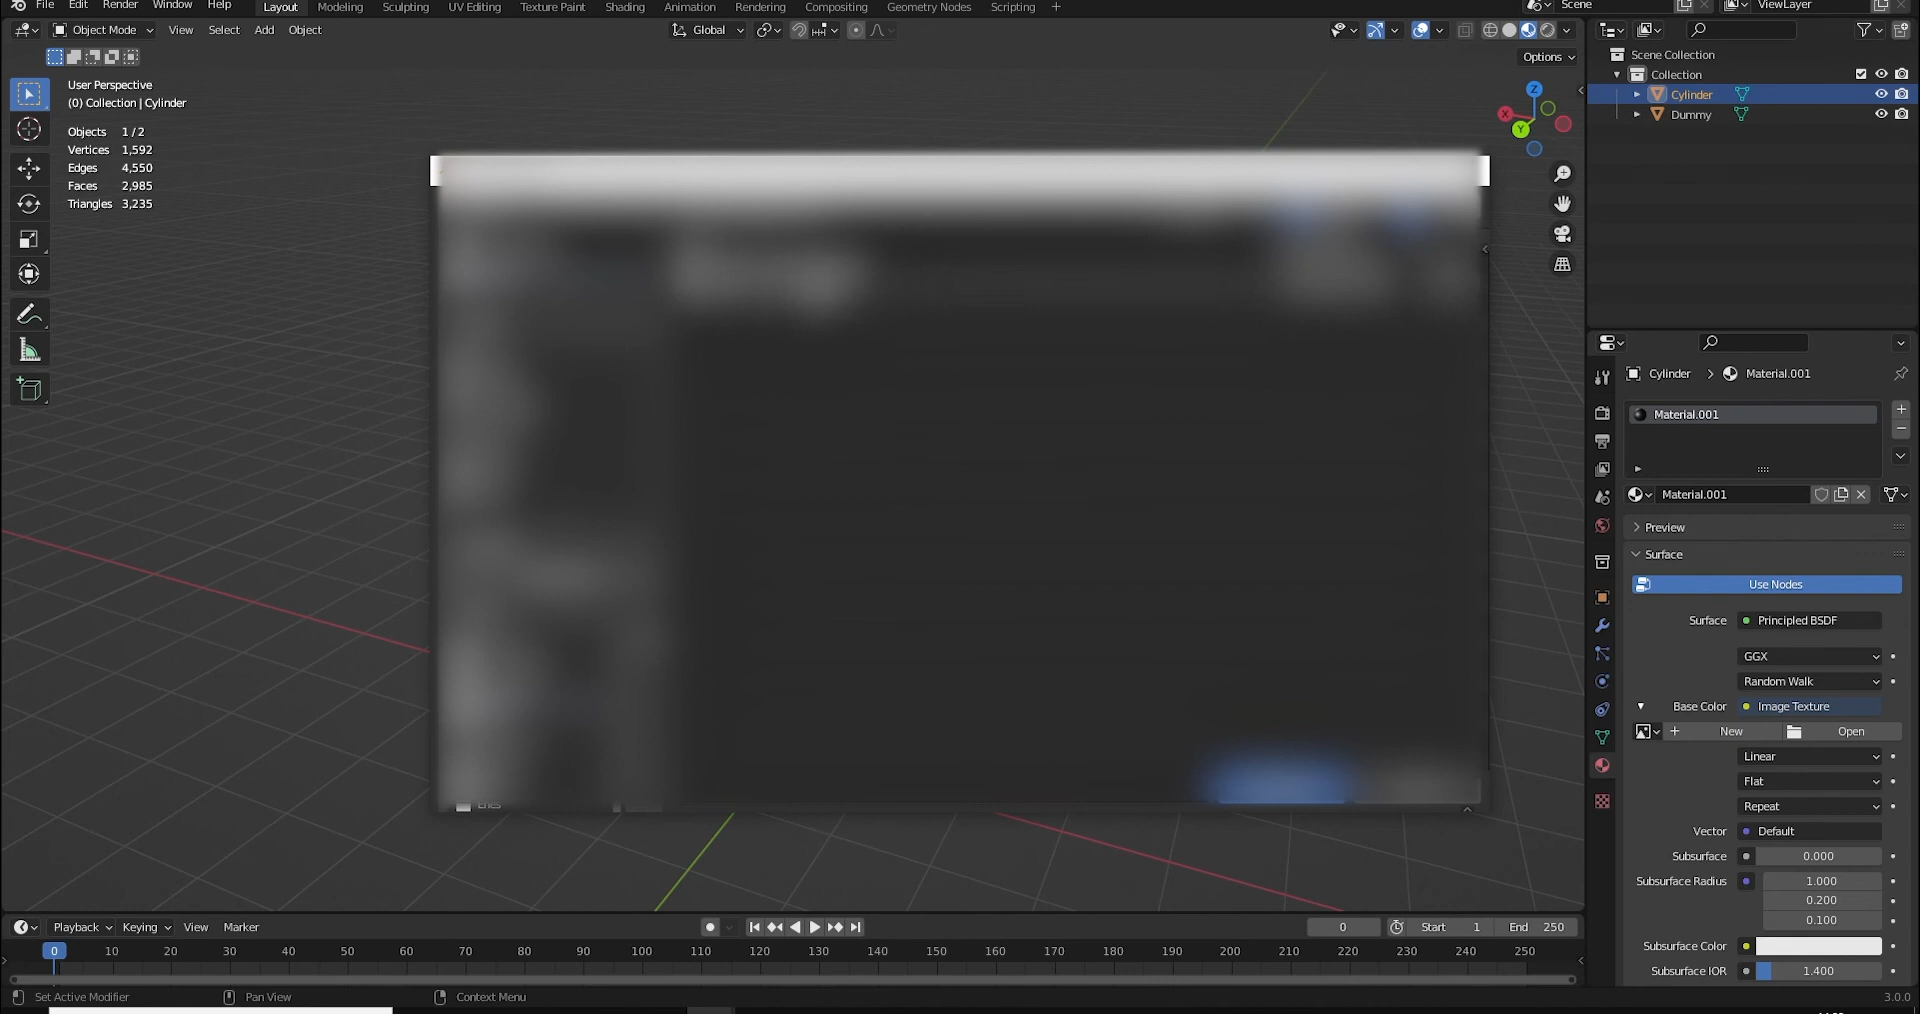 File Edit Render Window Help Layout Modeling Sculpting UV Editing Texture Paint Shading Animation Rendering Compositing Geometry Nodes Scripting + Scene ViewLayer
Object Mode View Select Add Object Global
Options
User Perspective
(0) Collection | Cylinder
Objects 1 / 2
Vertices 1,592
Edges 4,550
Faces 2,985
Triangles 3,235
Z
X
Y
Scene Collection
Collection
Cylinder
Dummy
Cylinder > Material.001
Material.001
Material.001
Preview
Surface
Use Nodes
Surface Principled BSDF
GGX
Random Walk
Base Color Image Texture
New Open
Linear
Flat
Repeat
Vector Default
Subsurface 0.000
Subsurface Radius 1.000
0.200
0.100
Subsurface Color
Subsurface IOR 1.400
Playback Keying View Marker 0 Start 1 End 250
0 10 20 30 40 50 60 70 80 90 100 110 120 130 140 150 160 170 180 190 200 210 220 230 240 250
Set Active Modifier Pan View Context Menu 3.0.0